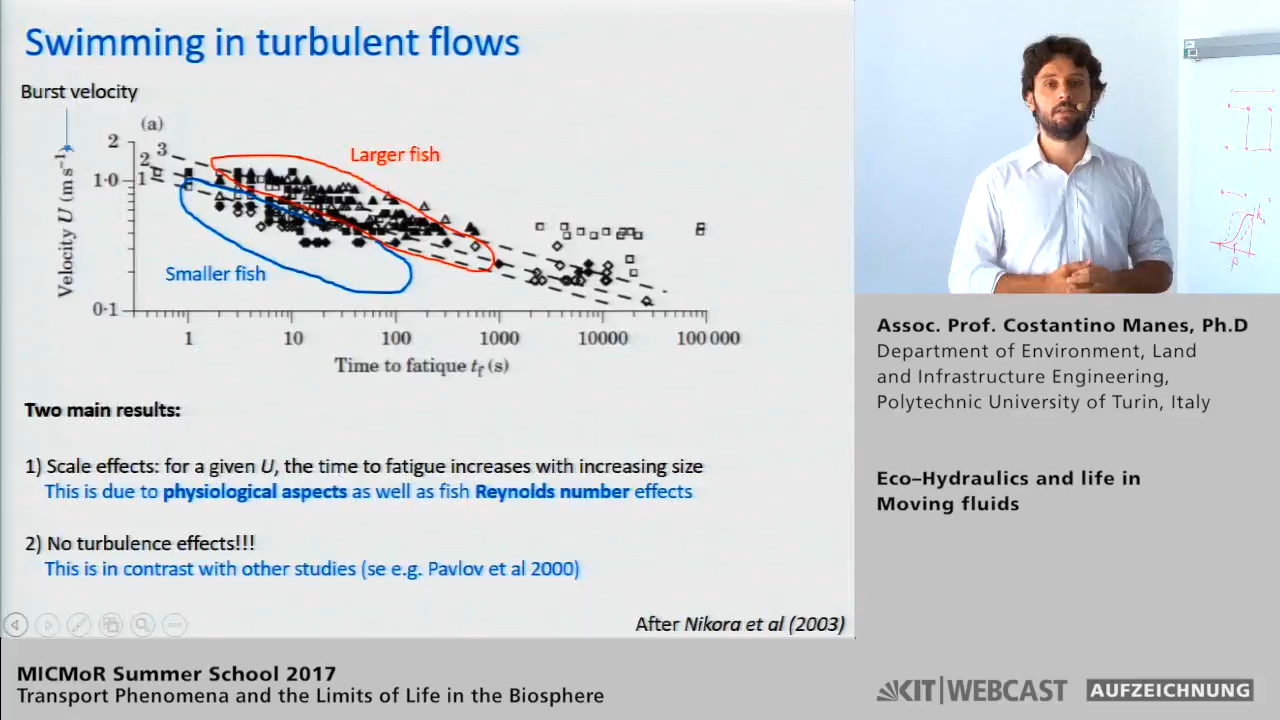 Swimming in turbulent flows
Burst velocity
(a)
Larger fish
Smaller fish
Velocity U (m s⁻¹)
2
1·0
0·1
1
2
3
1 10 100 1000 10000 100 000
Time to fatigue tf (s)
Two main results:
1) Scale effects: for a given U, the time to fatigue increases with increasing size
This is due to physiological aspects as well as fish Reynolds number effects
2) No turbulence effects!!!
This is in contrast with other studies (se e.g. Pavlov et al 2000)
After Nikora et al (2003)
Assoc. Prof. Costantino Manes, Ph.D
Department of Environment, Land
and Infrastructure Engineering,
Polytechnic University of Turin, Italy
Eco–Hydraulics and life in
Moving fluids
MICMoR Summer School 2017
Transport Phenomena and the Limits of Life in the Biosphere
KIT|WEBCAST AUFZEICHNUNG